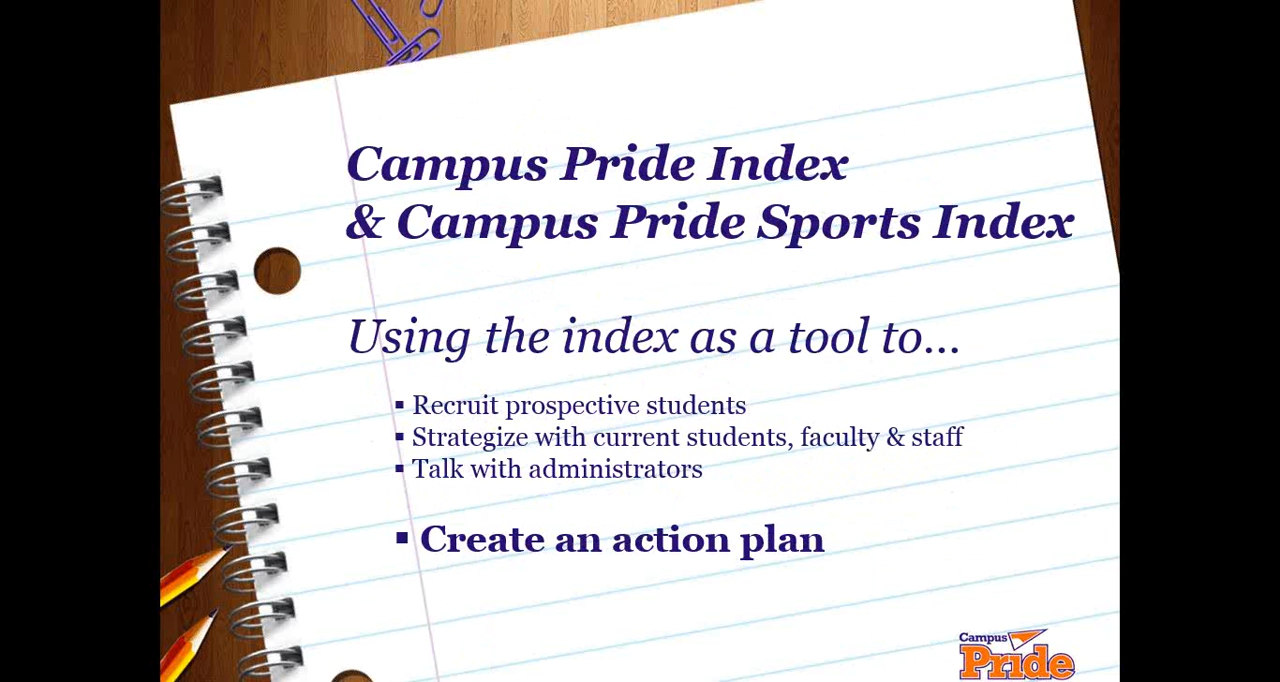 Campus Pride Index
& Campus Pride Sports Index
Using the index as a tool to...
▪ Recruit prospective students
▪ Strategize with current students, faculty & staff
▪ Talk with administrators
▪ Create an action plan
Campus
Pride